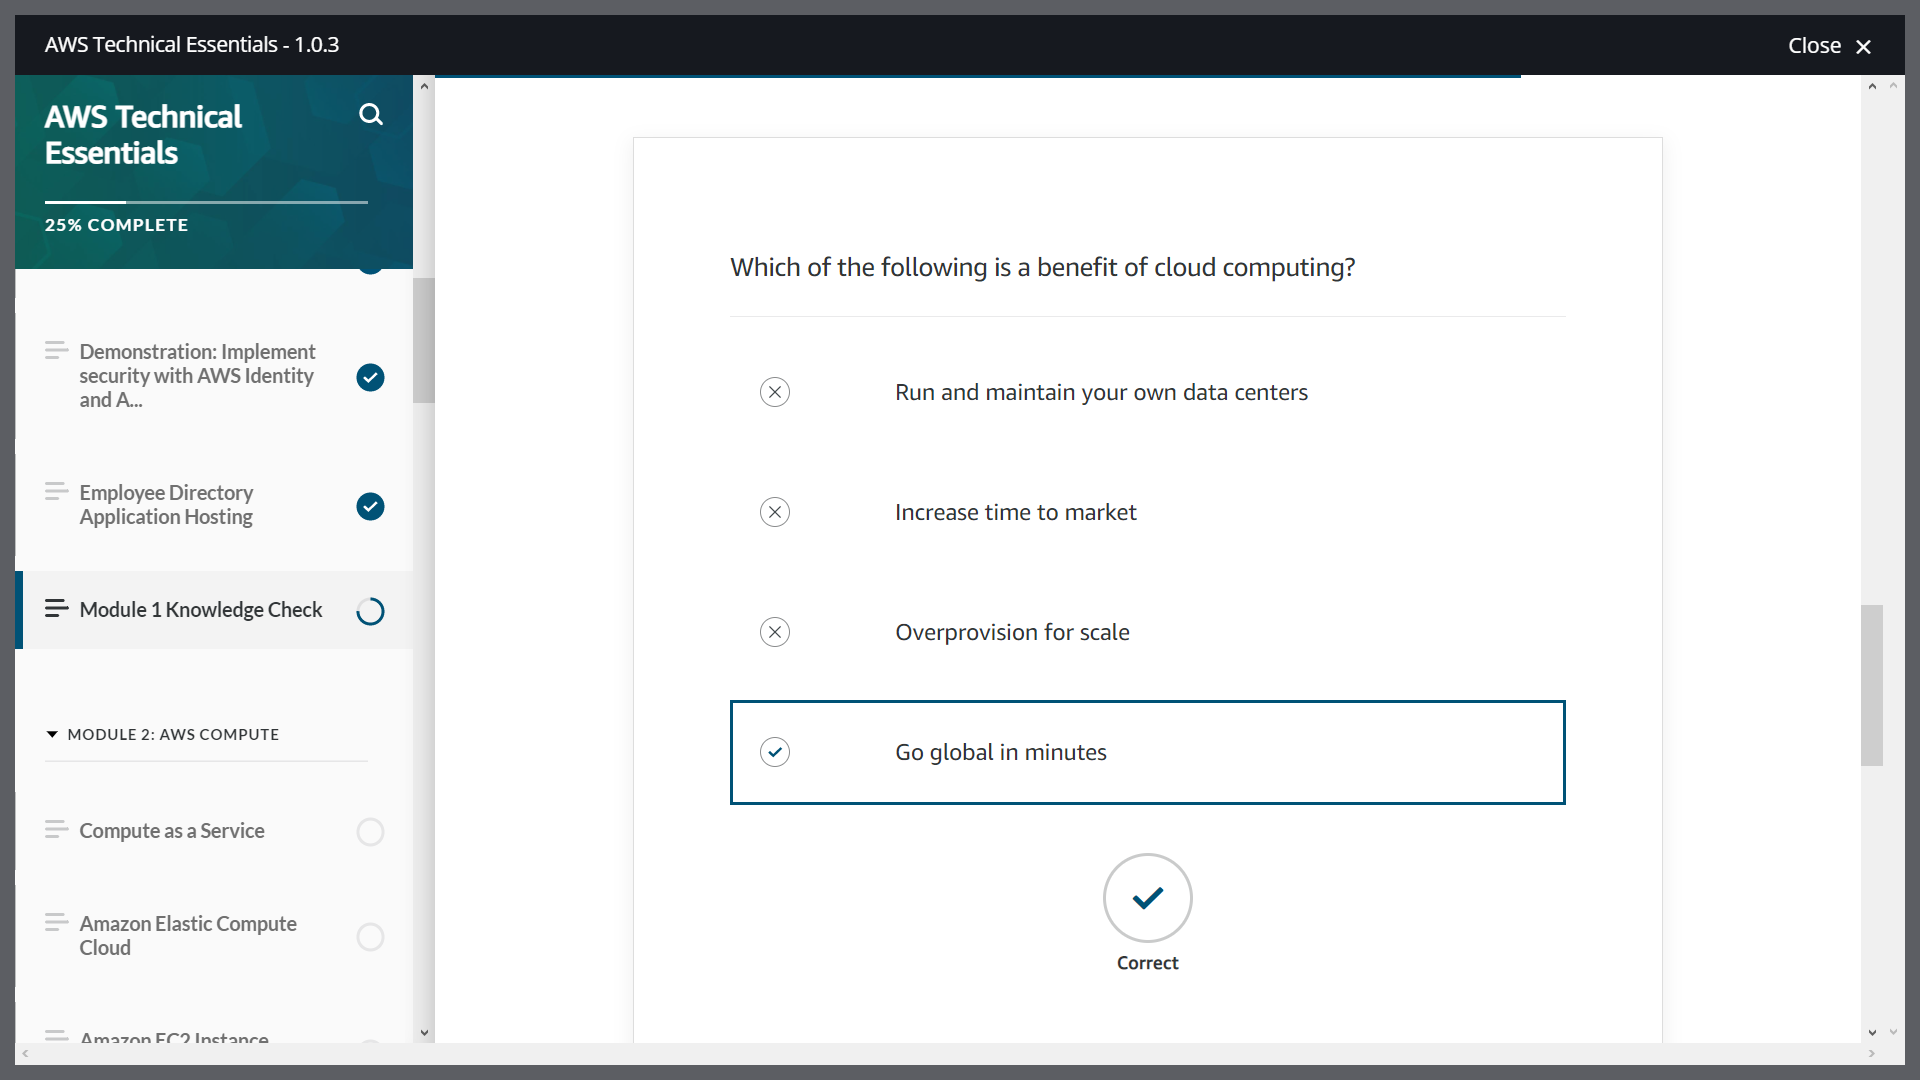 AWS Technical Essentials - 1.0.3
Close
AWS Technical
Essentials
25% COMPLETE
Demonstration: Implement
security with AWS Identity
and A...
Employee Directory
Application Hosting
Module 1 Knowledge Check
MODULE 2: AWS COMPUTE
Compute as a Service
Amazon Elastic Compute
Cloud
Amazon EC2 Instance
Which of the following is a benefit of cloud computing?
Run and maintain your own data centers
Increase time to market
Overprovision for scale
Go global in minutes
Correct